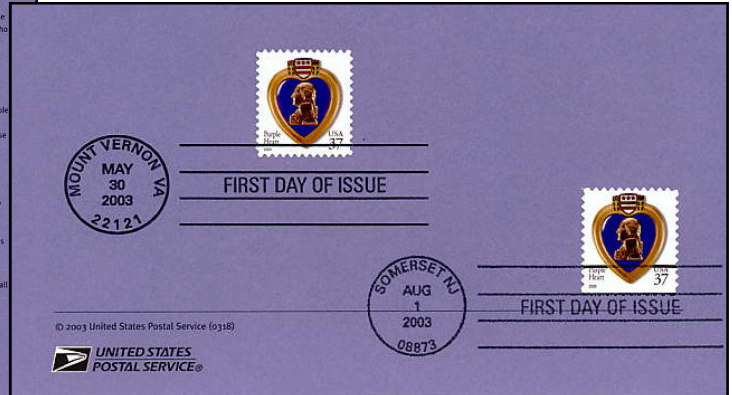 Purple
Heart
USA
37
MOUNT VERNON VA
MAY
30
2003
22121
FIRST DAY OF ISSUE
Purple
Heart
USA
37
SOMERSET NJ
AUG
1
2003
08873
FIRST DAY OF ISSUE
© 2003 United States Postal Service (0318)
UNITED STATES
POSTAL SERVICE®